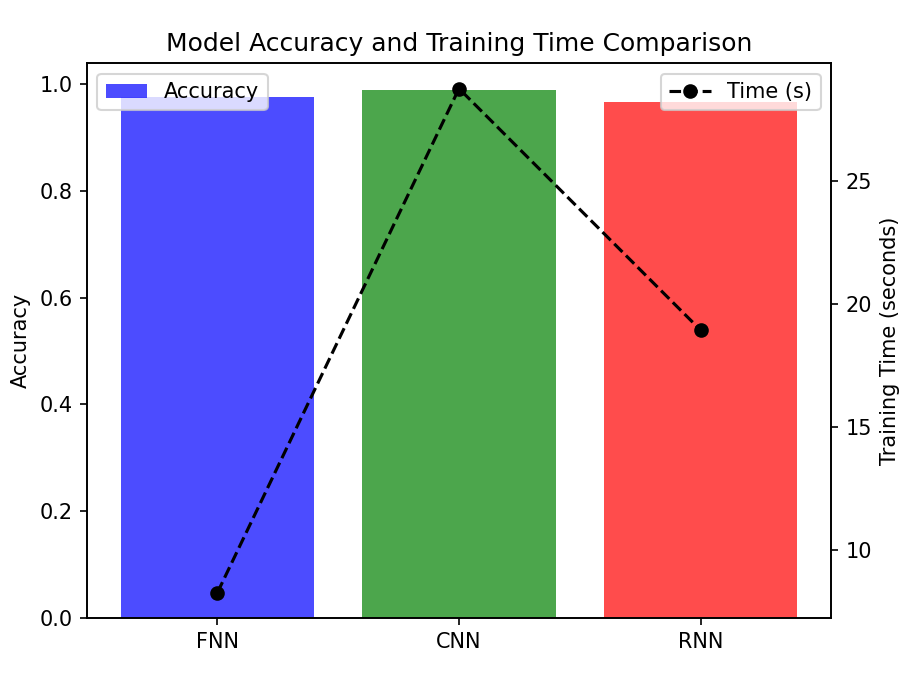 Model Accuracy and Training Time Comparison
Accuracy
Time (s)
1.0
0.8
0.6
0.4
0.2
0.0
Accuracy
25
20
15
10
Training Time (seconds)
FNN
CNN
RNN